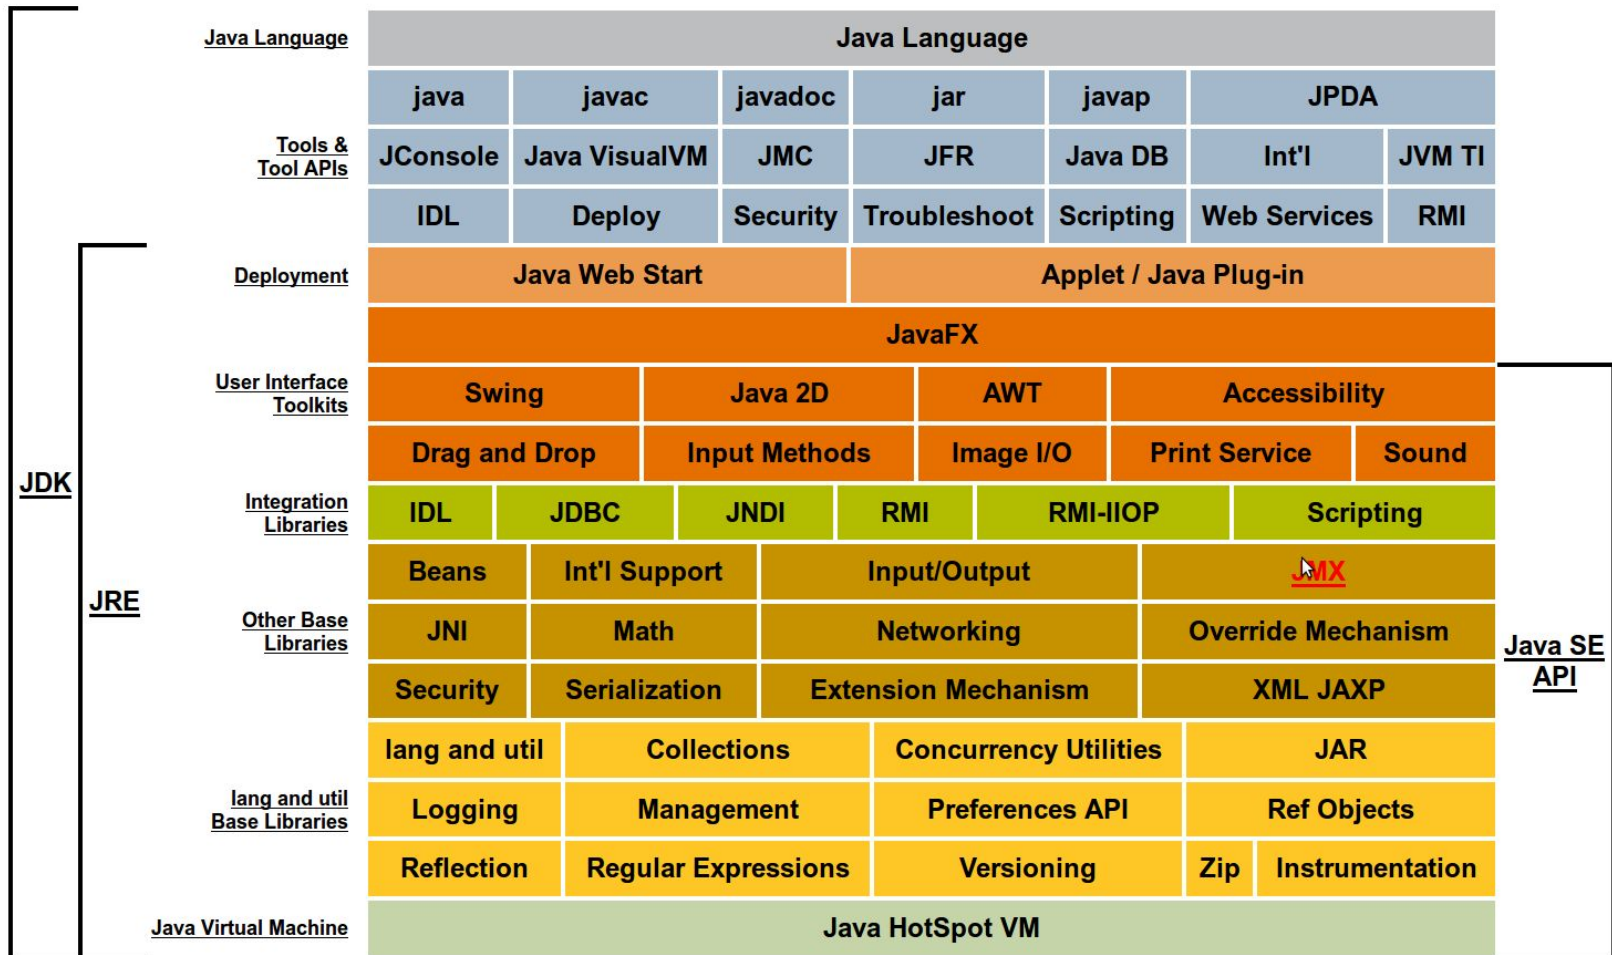 Java Language
Java Language
java javac javadoc jar javap JPDA
Tools &
Tool APIs
JConsole Java VisualVM JMC JFR Java DB Int'l JVM TI
IDL Deploy Security Troubleshoot Scripting Web Services RMI
Deployment
Java Web Start Applet / Java Plug-in
JavaFX
User Interface
Toolkits
Swing Java 2D AWT Accessibility
Drag and Drop Input Methods Image I/O Print Service Sound
JDK
Integration
Libraries
IDL JDBC JNDI RMI RMI-IIOP Scripting
Beans Int'l Support Input/Output JMX
JRE
Other Base
Libraries
JNI Math Networking Override Mechanism
Java SE
API
Security Serialization Extension Mechanism XML JAXP
lang and util Collections Concurrency Utilities JAR
lang and util
Base Libraries
Logging Management Preferences API Ref Objects
Reflection Regular Expressions Versioning Zip Instrumentation
Java Virtual Machine
Java HotSpot VM